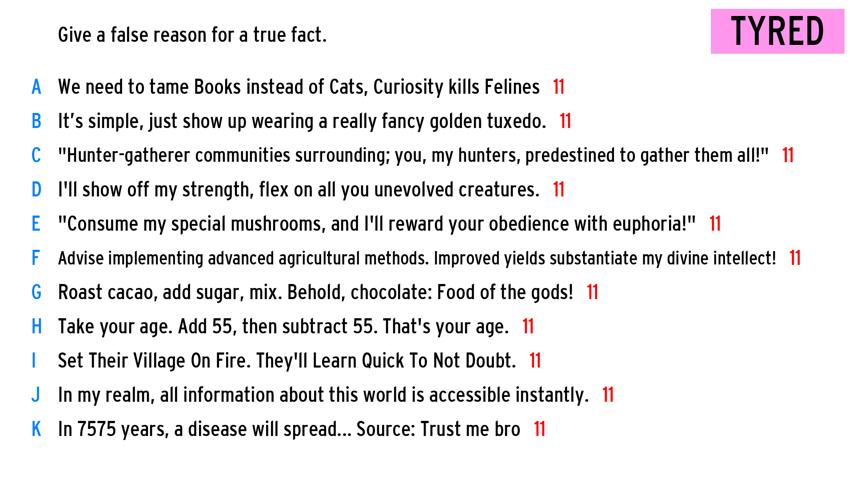 Give a false reason for a true fact.
TYRED
A We need to tame Books instead of Cats, Curiosity kills Felines 11
B It's simple, just show up wearing a really fancy golden tuxedo. 11
C "Hunter-gatherer communities surrounding; you, my hunters, predestined to gather them all!" 11
D I'll show off my strength, flex on all you unevolved creatures. 11
E "Consume my special mushrooms, and I'll reward your obedience with euphoria!" 11
F Advise implementing advanced agricultural methods. Improved yields substantiate my divine intellect! 11
G Roast cacao, add sugar, mix. Behold, chocolate: Food of the gods! 11
H Take your age. Add 55, then subtract 55. That's your age. 11
I Set Their Village On Fire. They'll Learn Quick To Not Doubt. 11
J In my realm, all information about this world is accessible instantly. 11
K In 7575 years, a disease will spread... Source: Trust me bro 11